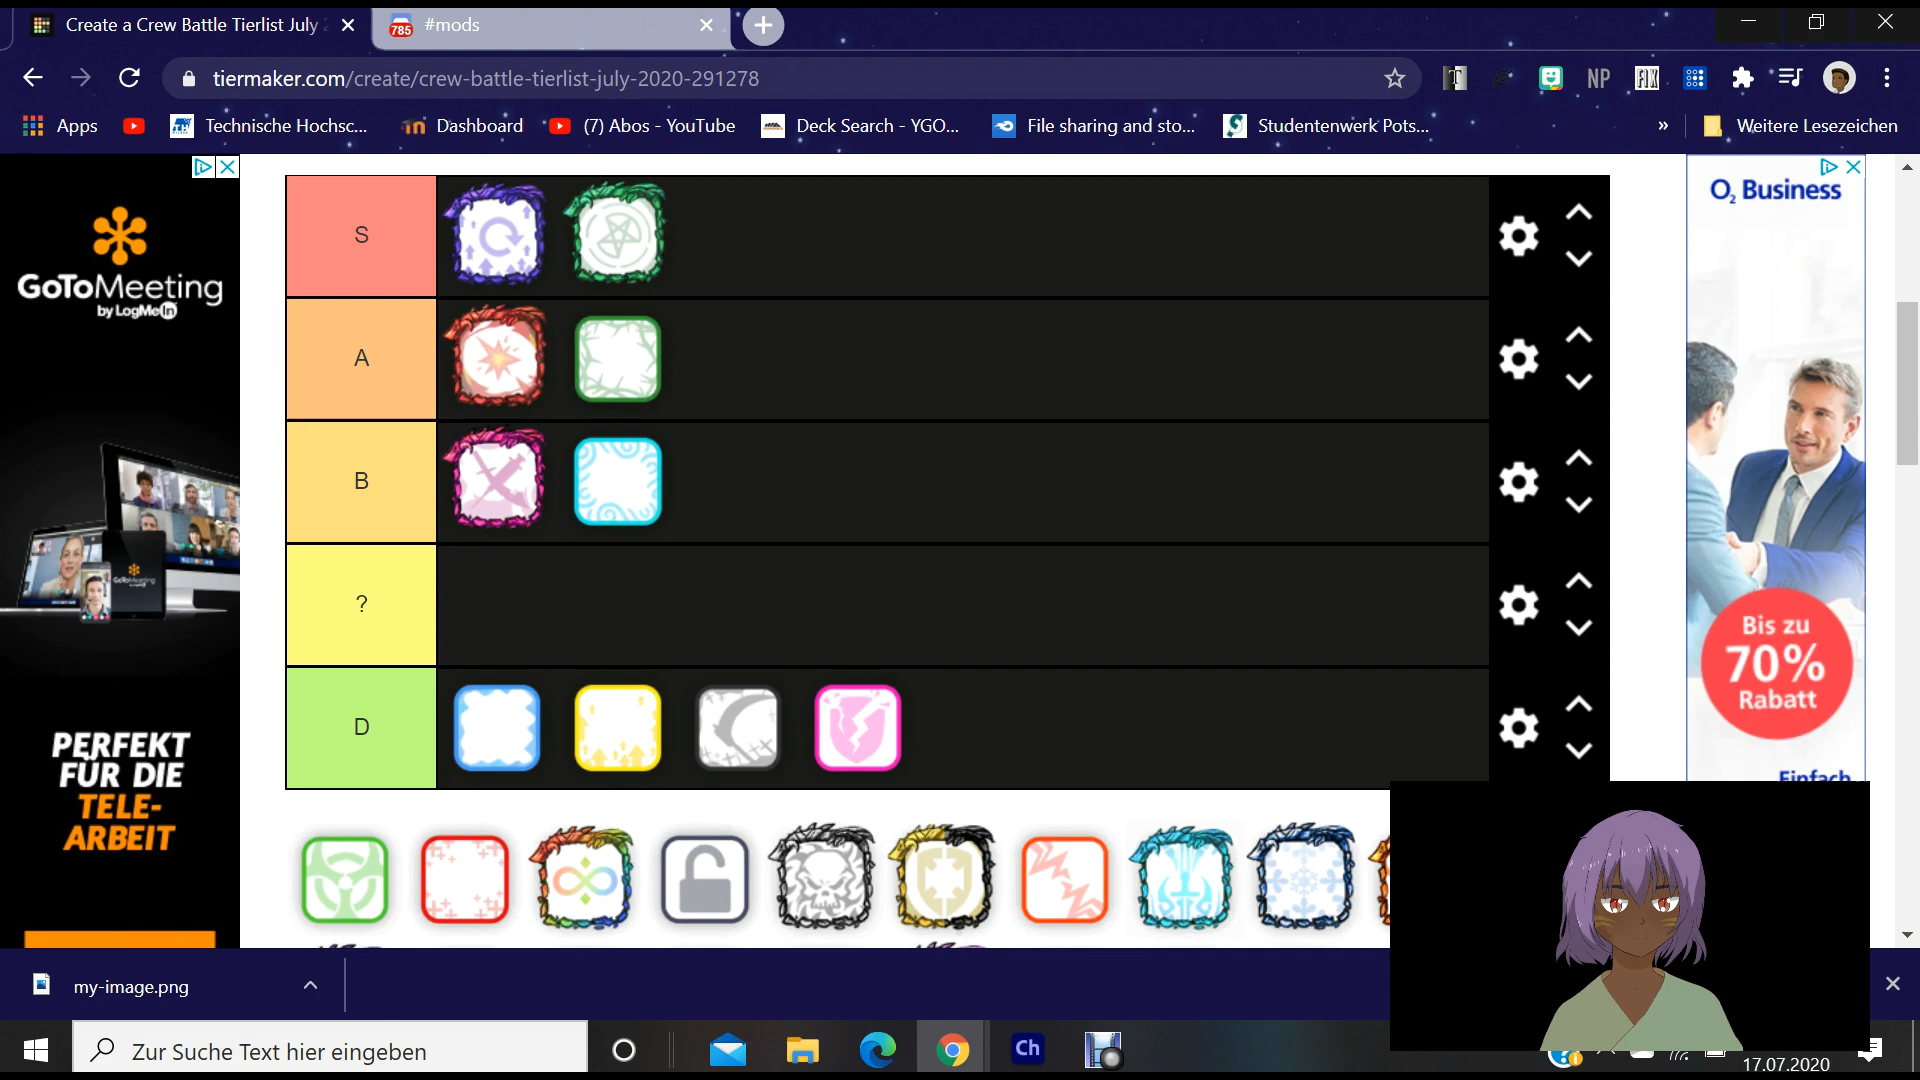 Create a Crew Battle Tierlist July
785
#mods
tiermaker.com/create/crew-battle-tierlist-july-2020-291278
T
NP
FIX
Apps
Technische Hochsc...
Dashboard
(7) Abos - YouTube
Deck Search - YGO...
File sharing and sto...
Studentenwerk Pots...
»
Weitere Lesezeichen
GoToMeeting
by LogMeIn
PERFEKT
FÜR DIE
TELE-
ARBEIT
S
A
B
?
D
O2 Business
Bis zu
70%
Rabatt
Einfach
my-image.png
Zur Suche Text hier eingeben
Ch
17.07.2020